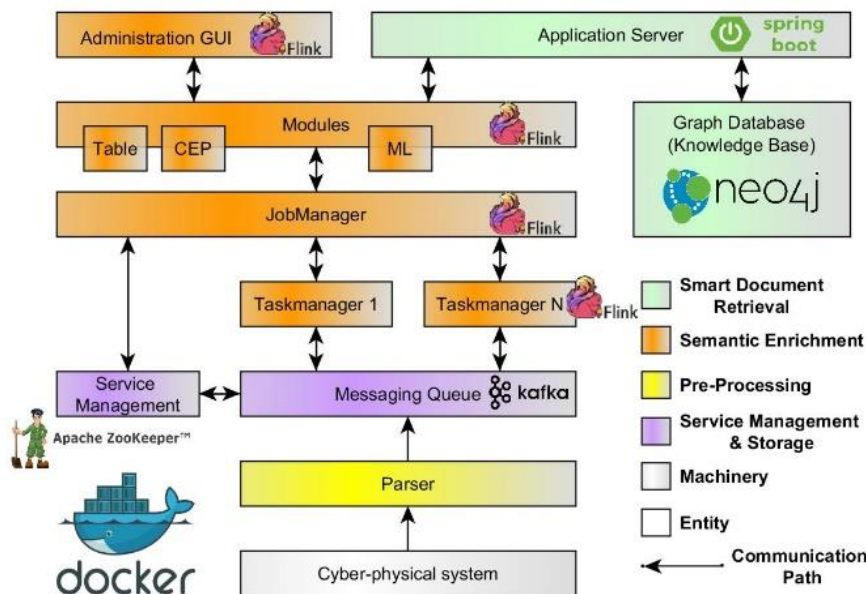 Administration GUI
Flink
Application Server
spring
boot
Modules
Flink
Table
CEP
ML
Graph Database
(Knowledge Base)
neo4j
JobManager
Flink
Taskmanager 1
Taskmanager N
Flink
Service
Management
Messaging Queue
kafka
Apache ZooKeeper™
Parser
docker
Cyber-physical system
Smart Document
Retrieval
Semantic Enrichment
Pre-Processing
Service Management
& Storage
Machinery
Entity
Communication
Path